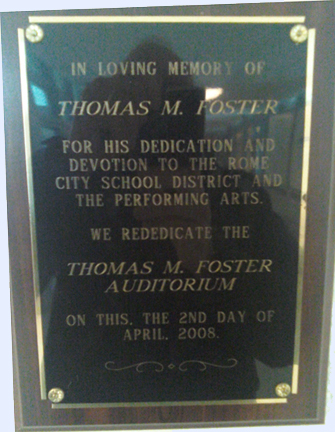 IN LOVING MEMORY OF
THOMAS M. FOSTER
FOR HIS DEDICATION AND
DEVOTION TO THE ROME
CITY SCHOOL DISTRICT AND
THE PERFORMING ARTS.
WE REDEDICATE THE
THOMAS M. FOSTER
AUDITORIUM
ON THIS, THE 2ND DAY OF
APRIL, 2008.